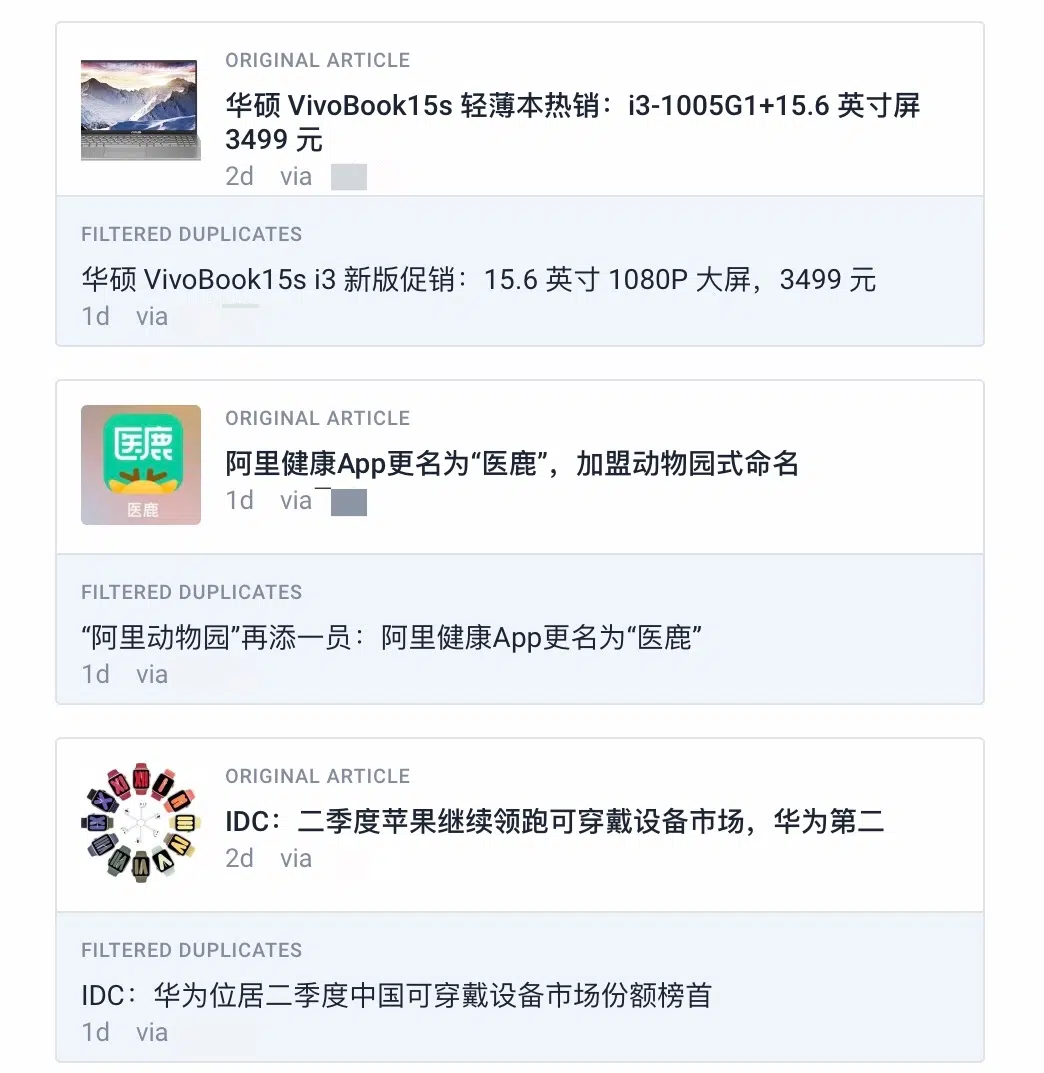 ORIGINAL ARTICLE
华硕 VivoBook15s 轻薄本热销：i3-1005G1+15.6 英寸屏
3499 元
2d via
FILTERED DUPLICATES
华硕 VivoBook15s i3 新版促销：15.6 英寸 1080P 大屏，3499 元
1d via
医鹿
医鹿
ORIGINAL ARTICLE
阿里健康App更名为“医鹿”，加盟动物园式命名
1d via
FILTERED DUPLICATES
“阿里动物园”再添一员：阿里健康App更名为“医鹿”
1d via
ORIGINAL ARTICLE
IDC：二季度苹果继续领跑可穿戴设备市场，华为第二
2d via
FILTERED DUPLICATES
IDC：华为位居二季度中国可穿戴设备市场份额榜首
1d via